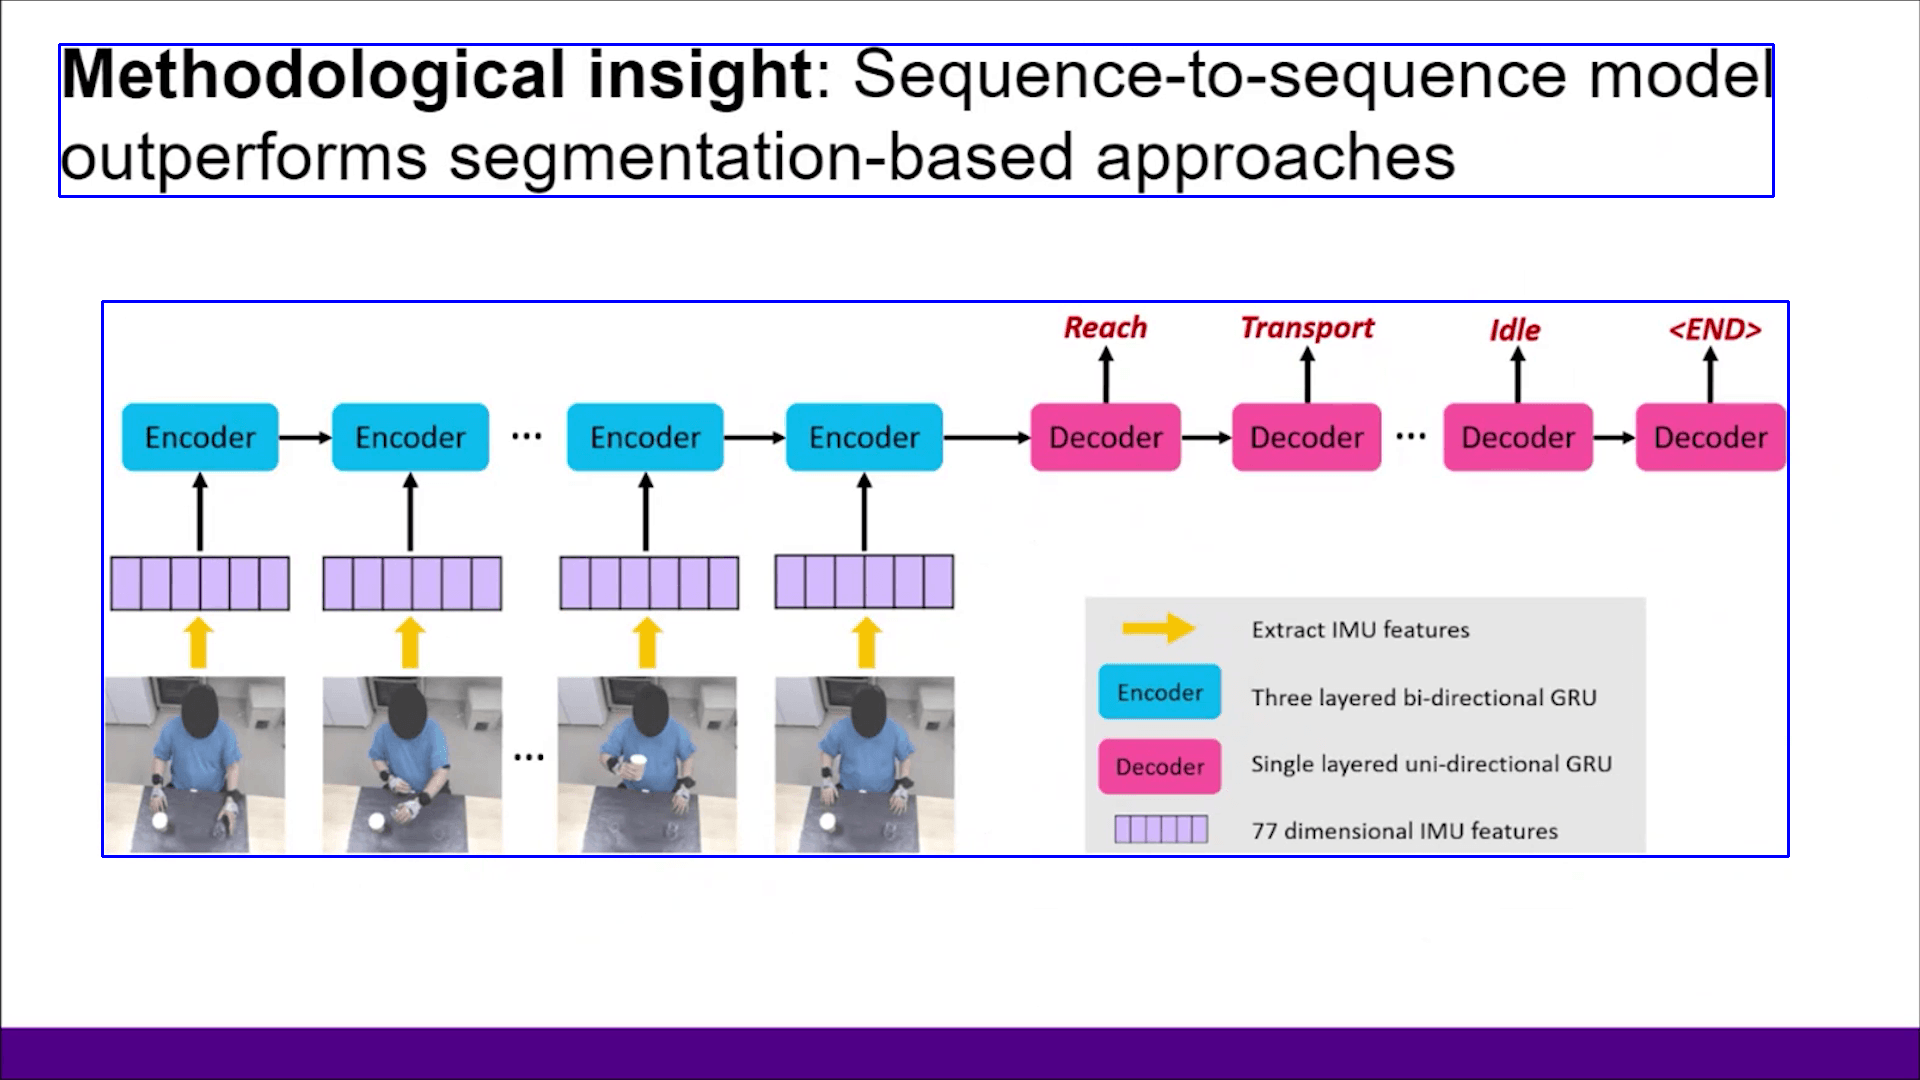 Methodological insight: Sequence-to-sequence model
outperforms segmentation-based approaches
Reach Transport Idle <END>
Encoder Encoder ... Encoder Encoder Decoder Decoder ... Decoder Decoder
...
Extract IMU features
Encoder Three layered bi-directional GRU
Decoder Single layered uni-directional GRU
77 dimensional IMU features